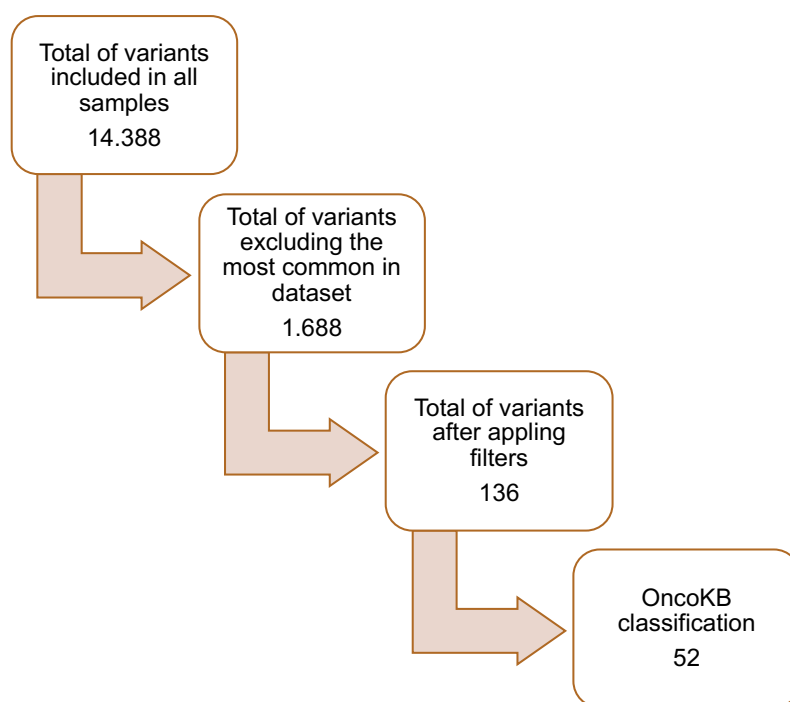 Total of variants
included in all
samples
14.388
Total of variants
excluding the
most common in
dataset
1.688
Total of variants
after appling
filters
136
OncoKB
classification
52